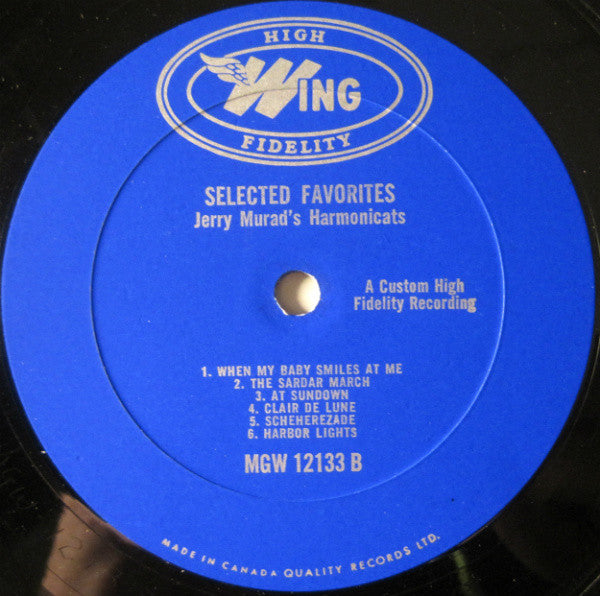 HIGH
WING
FIDELITY
SELECTED FAVORITES
Jerry Murad's Harmonicats
A Custom High
Fidelity Recording
1. WHEN MY BABY SMILES AT ME
2. THE SARDAR MARCH
3. AT SUNDOWN
4. CLAIR DE LUNE
5. SCHEHEREZADE
6. HARBOR LIGHTS
MGW 12133 B
MADE IN CANADA QUALITY RECORDS LTD.